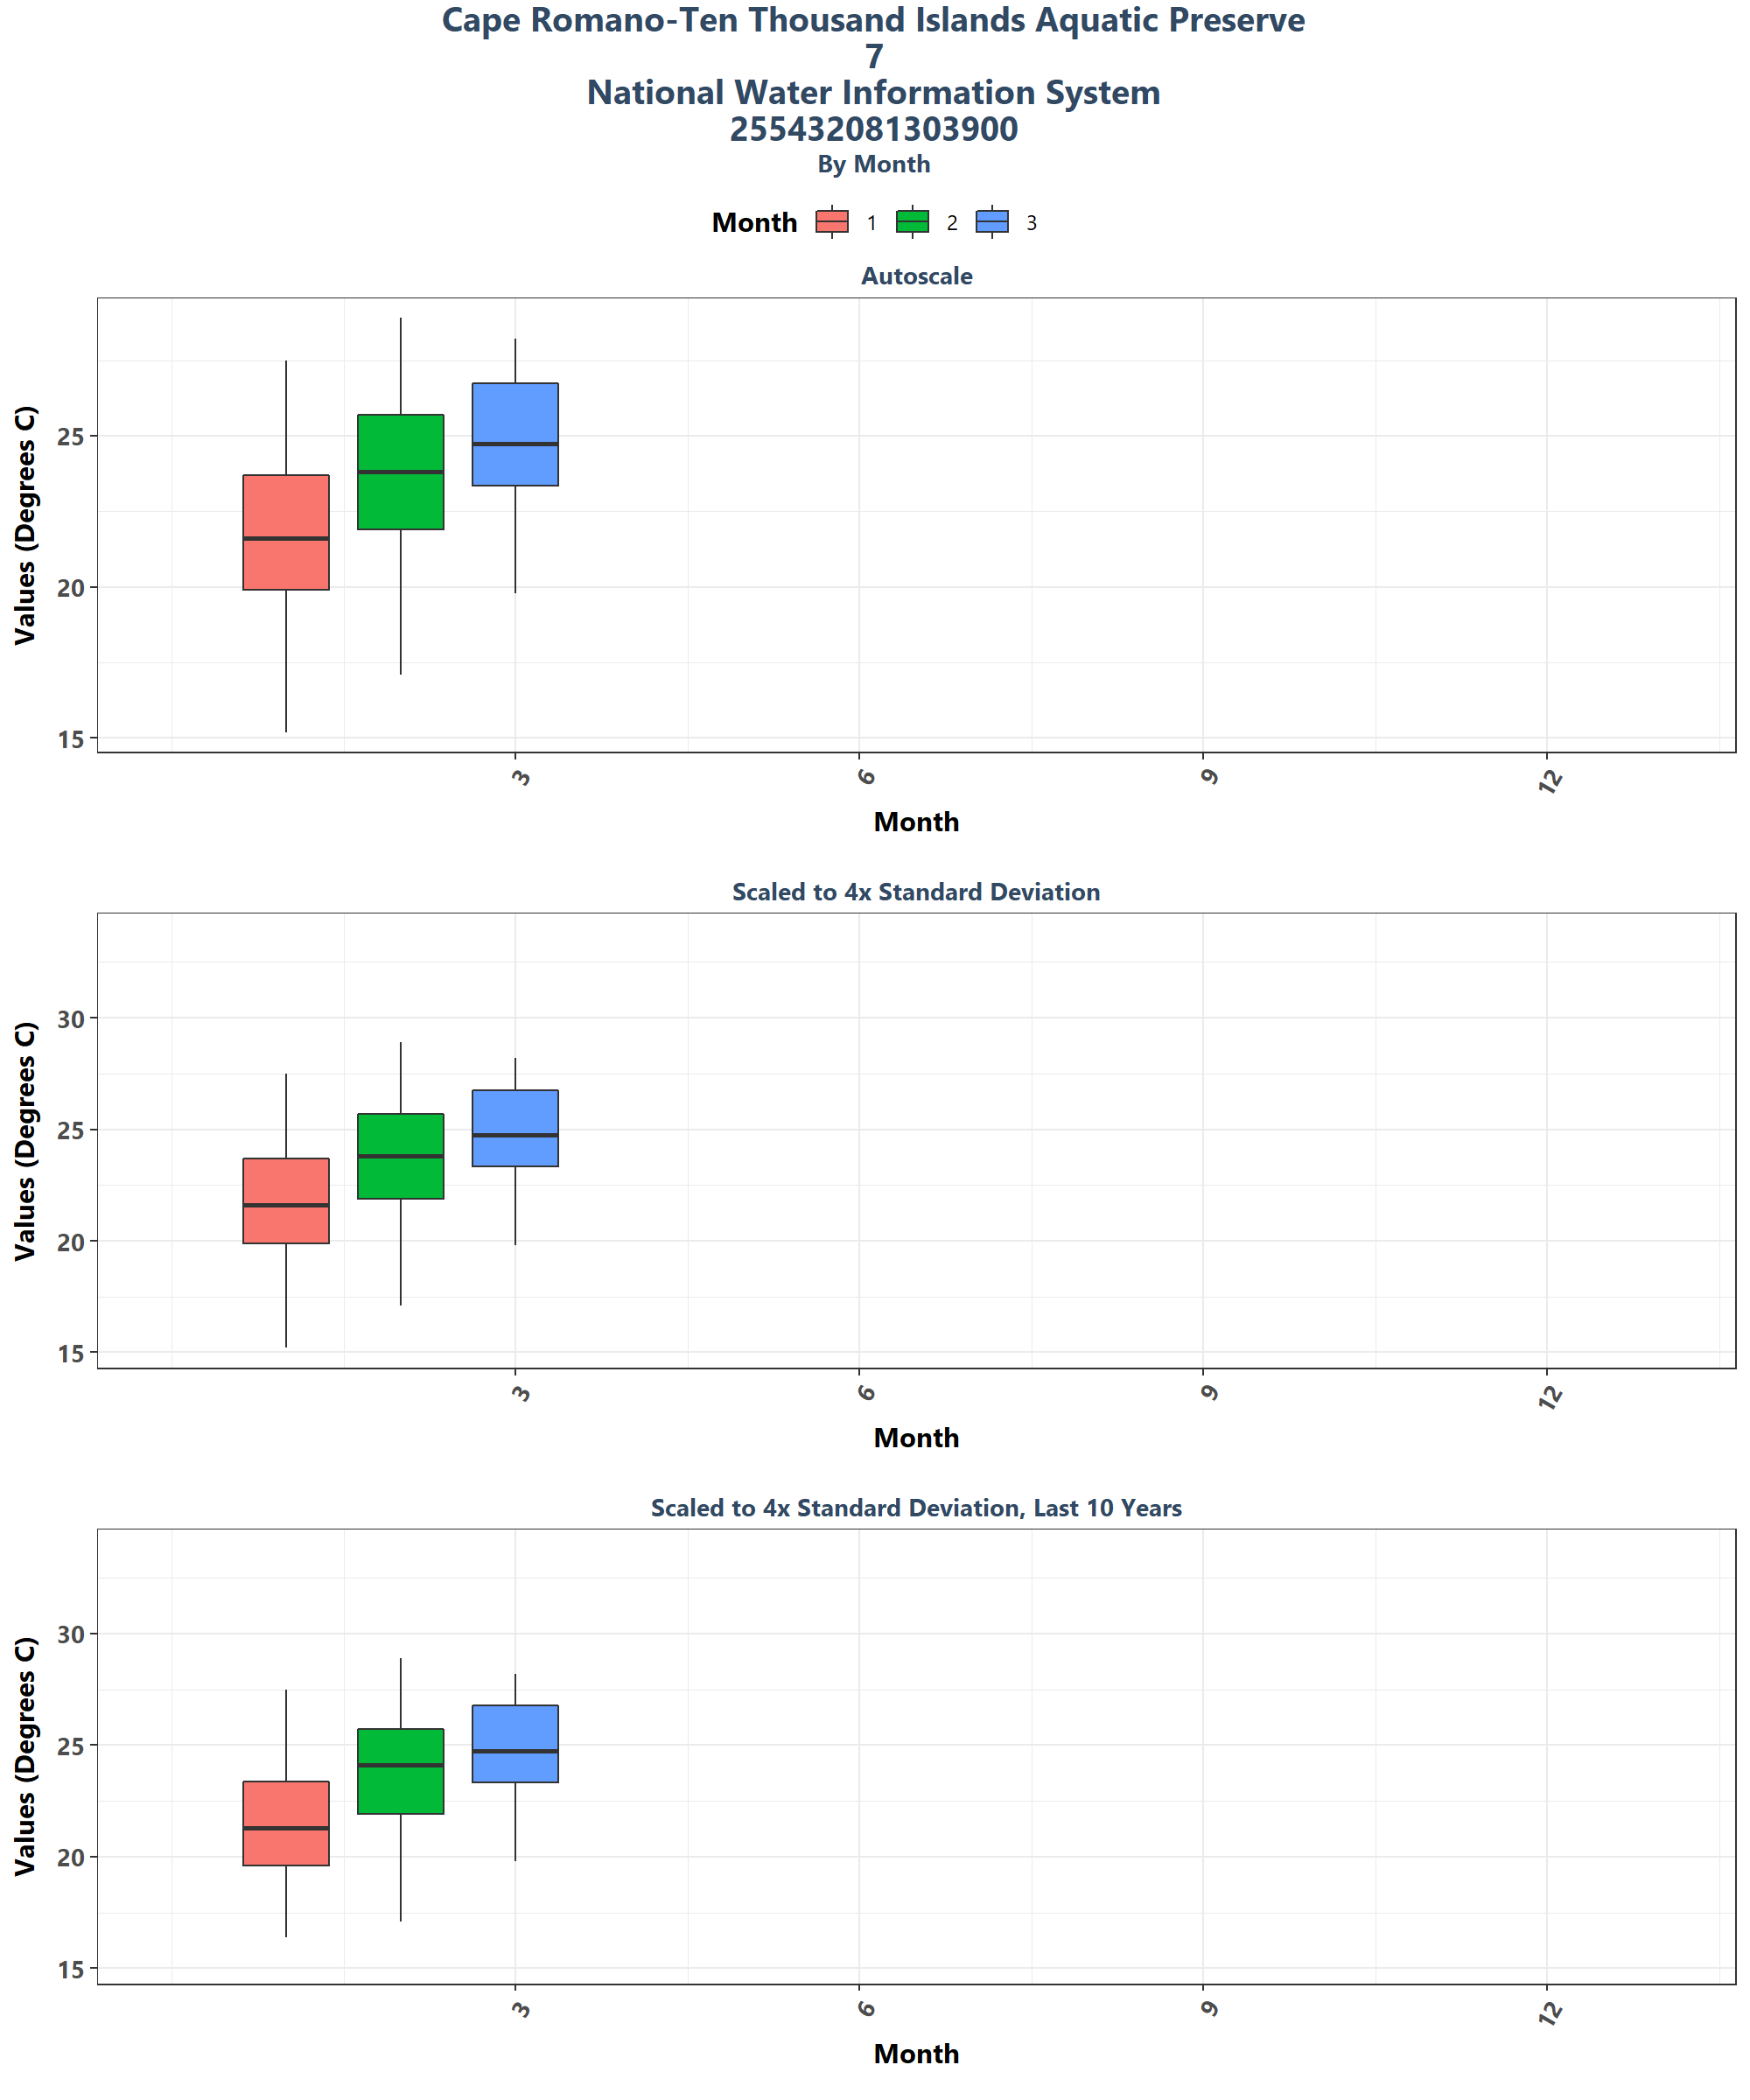 Cape Romano-Ten Thousand Islands Aquatic Preserve
7
National Water Information System
255432081303900
By Month
Month 1 2 3
Autoscale
Values (Degrees C)
25
20
15
3 6 9 12
Month
Scaled to 4x Standard Deviation
Values (Degrees C)
30
25
20
15
3 6 9 12
Month
Scaled to 4x Standard Deviation, Last 10 Years
Values (Degrees C)
30
25
20
15
3 6 9 12
Month